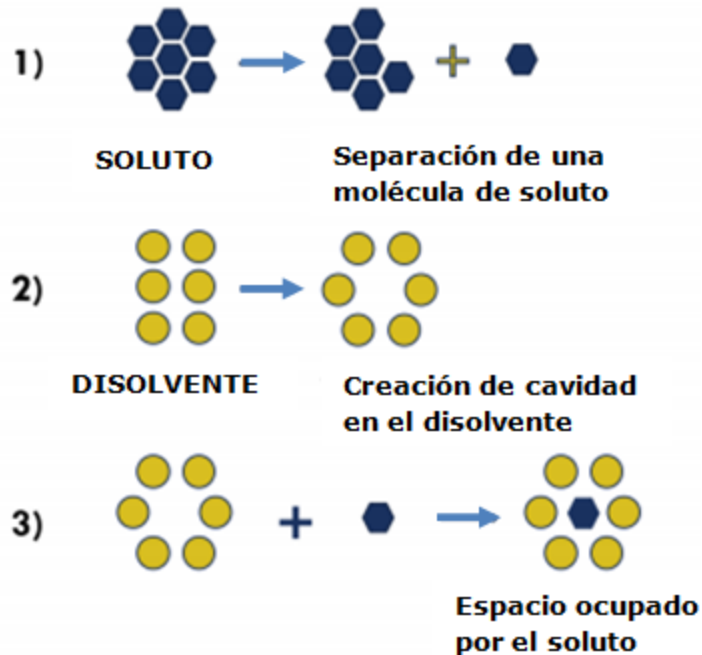 1)
SOLUTO
Separación de una
molécula de soluto
2)
DISOLVENTE
Creación de cavidad
en el disolvente
3)
Espacio ocupado
por el soluto